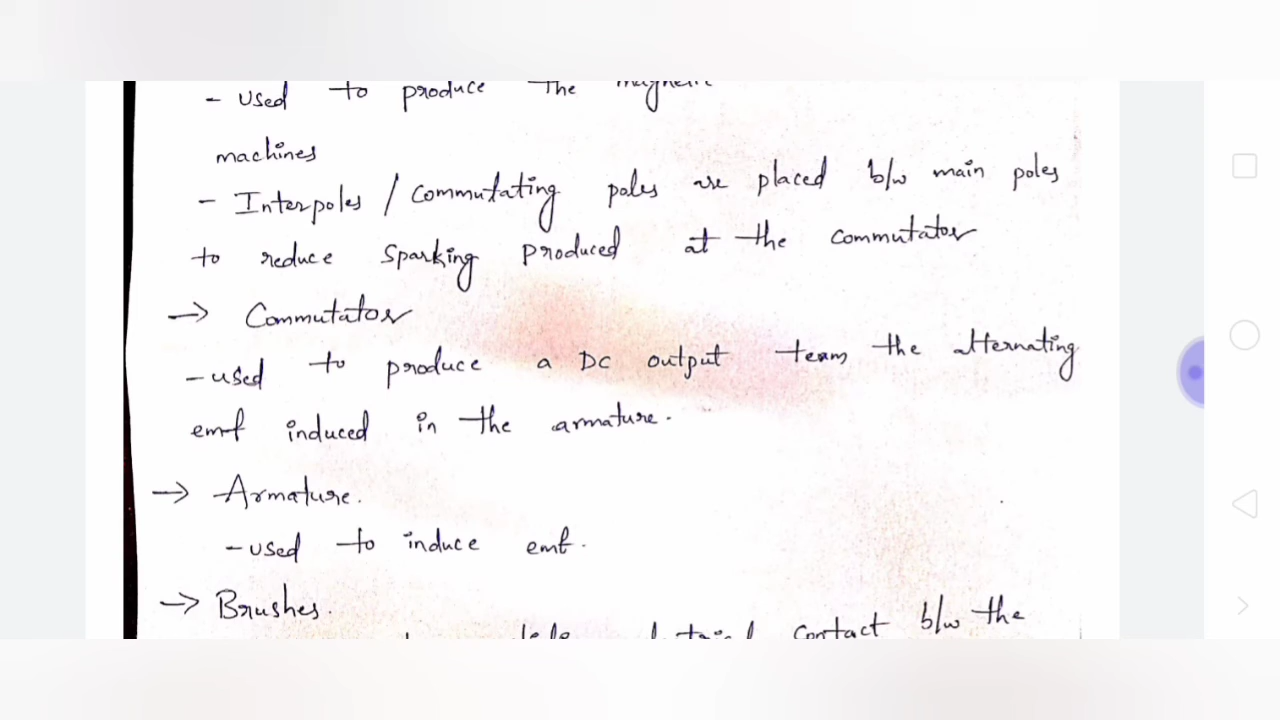 - used to produce the magnetic
machines
- Interpoles / Commutating poles are placed b/w main poles
to reduce sparking produced at the commutator
→ Commutator
- used to produce a DC output team the alternating
emf induced in the armature.
→ Armature.
- used to induce emf.
→ Brushes.
contact b/w the